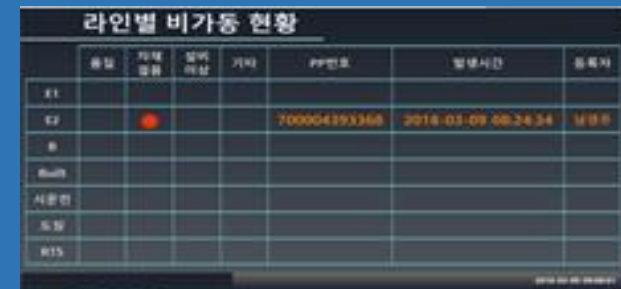 라인별 비가동 현황
품질 자재 설비 기타 PP번호 발생시간 등록자
결품 이상
E1
E2 700004393368 2016-03-09 08:24:34
B
Built
시운전
도장
RTS